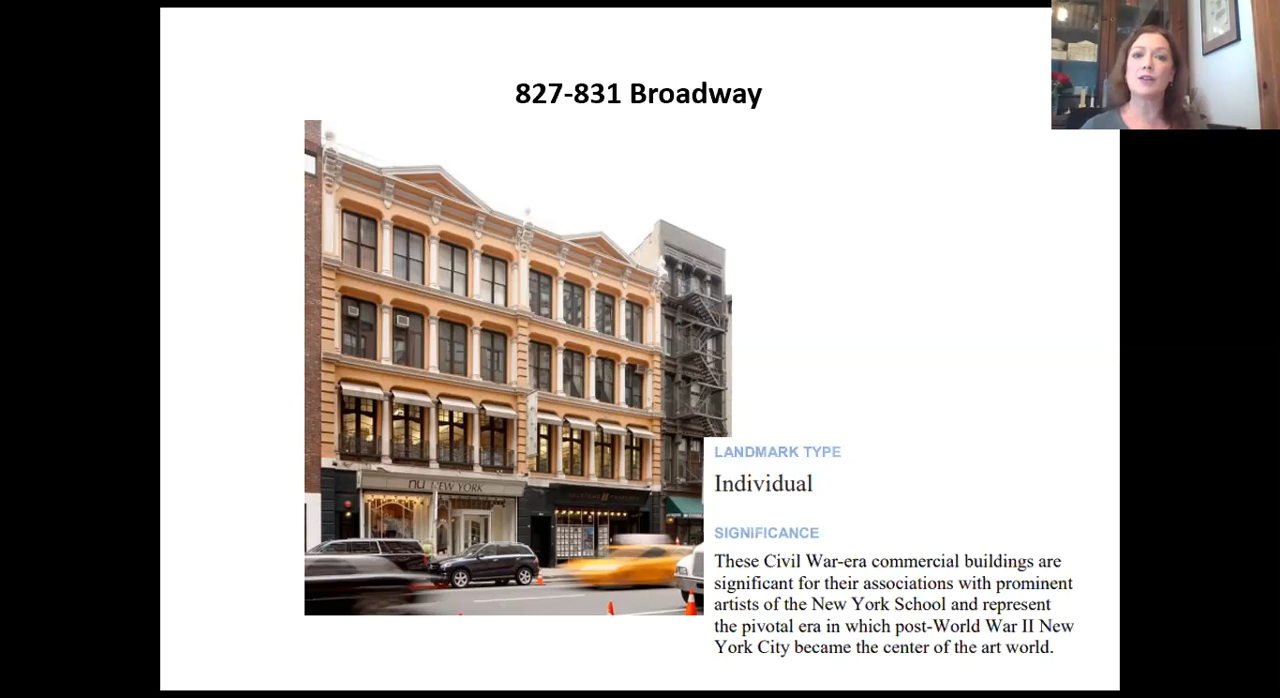 827-831 Broadway
nu NEW YORK
LANDMARK TYPE
Individual
SIGNIFICANCE
These Civil War-era commercial buildings are
significant for their associations with prominent
artists of the New York School and represent
the pivotal era in which post-World War II New
York City became the center of the art world.